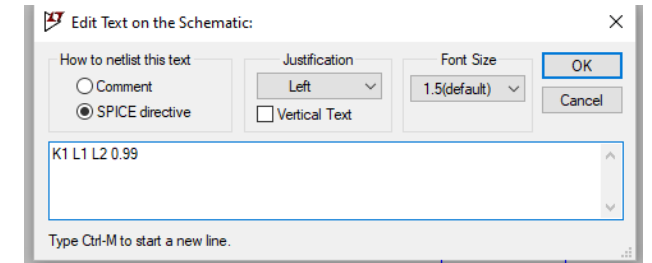 Edit Text on the Schematic:
How to netlist this text
Comment
SPICE directive
Justification
Left
Vertical Text
Font Size
1.5(default)
OK
Cancel
K1 L1 L2 0.99
Type Ctrl-M to start a new line.